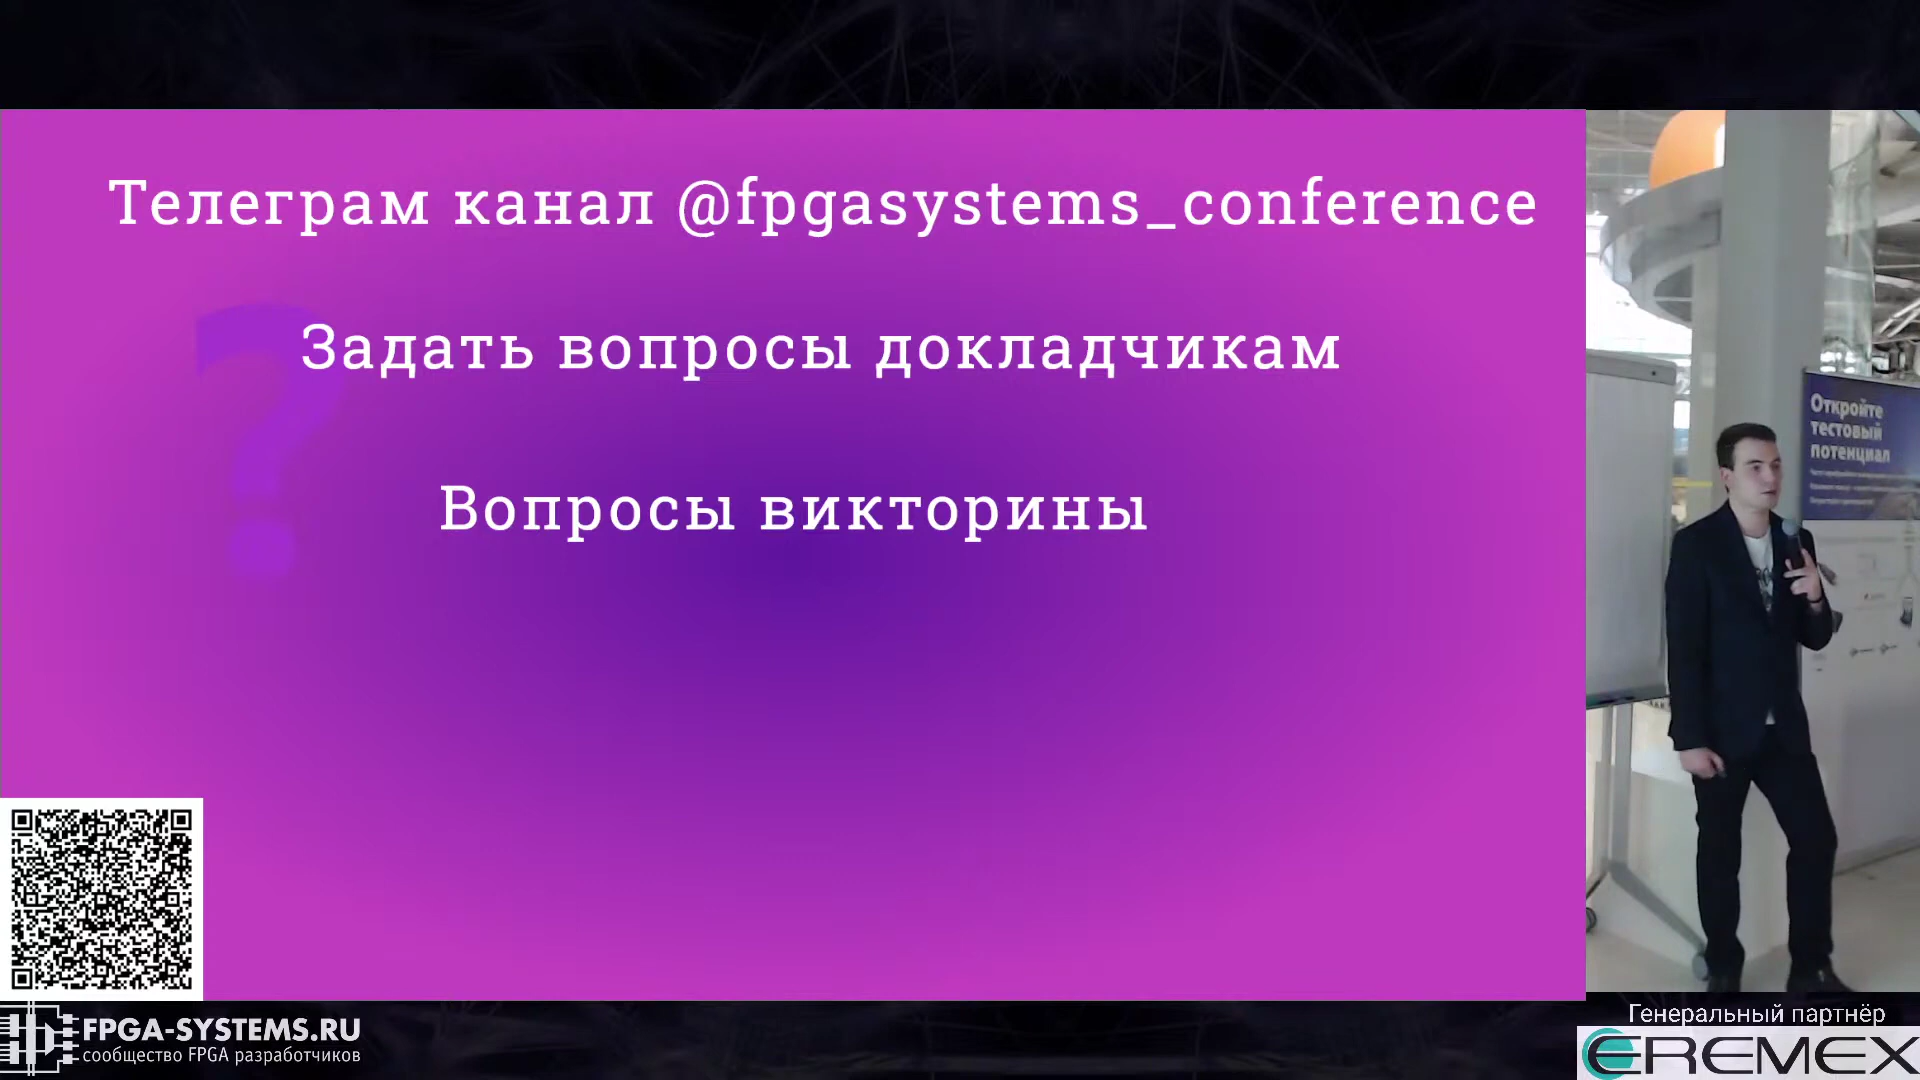 Телеграм канал @fpgasystems_conference
Задать вопросы докладчикам
?
Вопросы викторины
Откройте
тестовый
потенциал
FPGA-SYSTEMS.RU
сообщество FPGA разработчиков
Генеральный партнёр
EREMEX